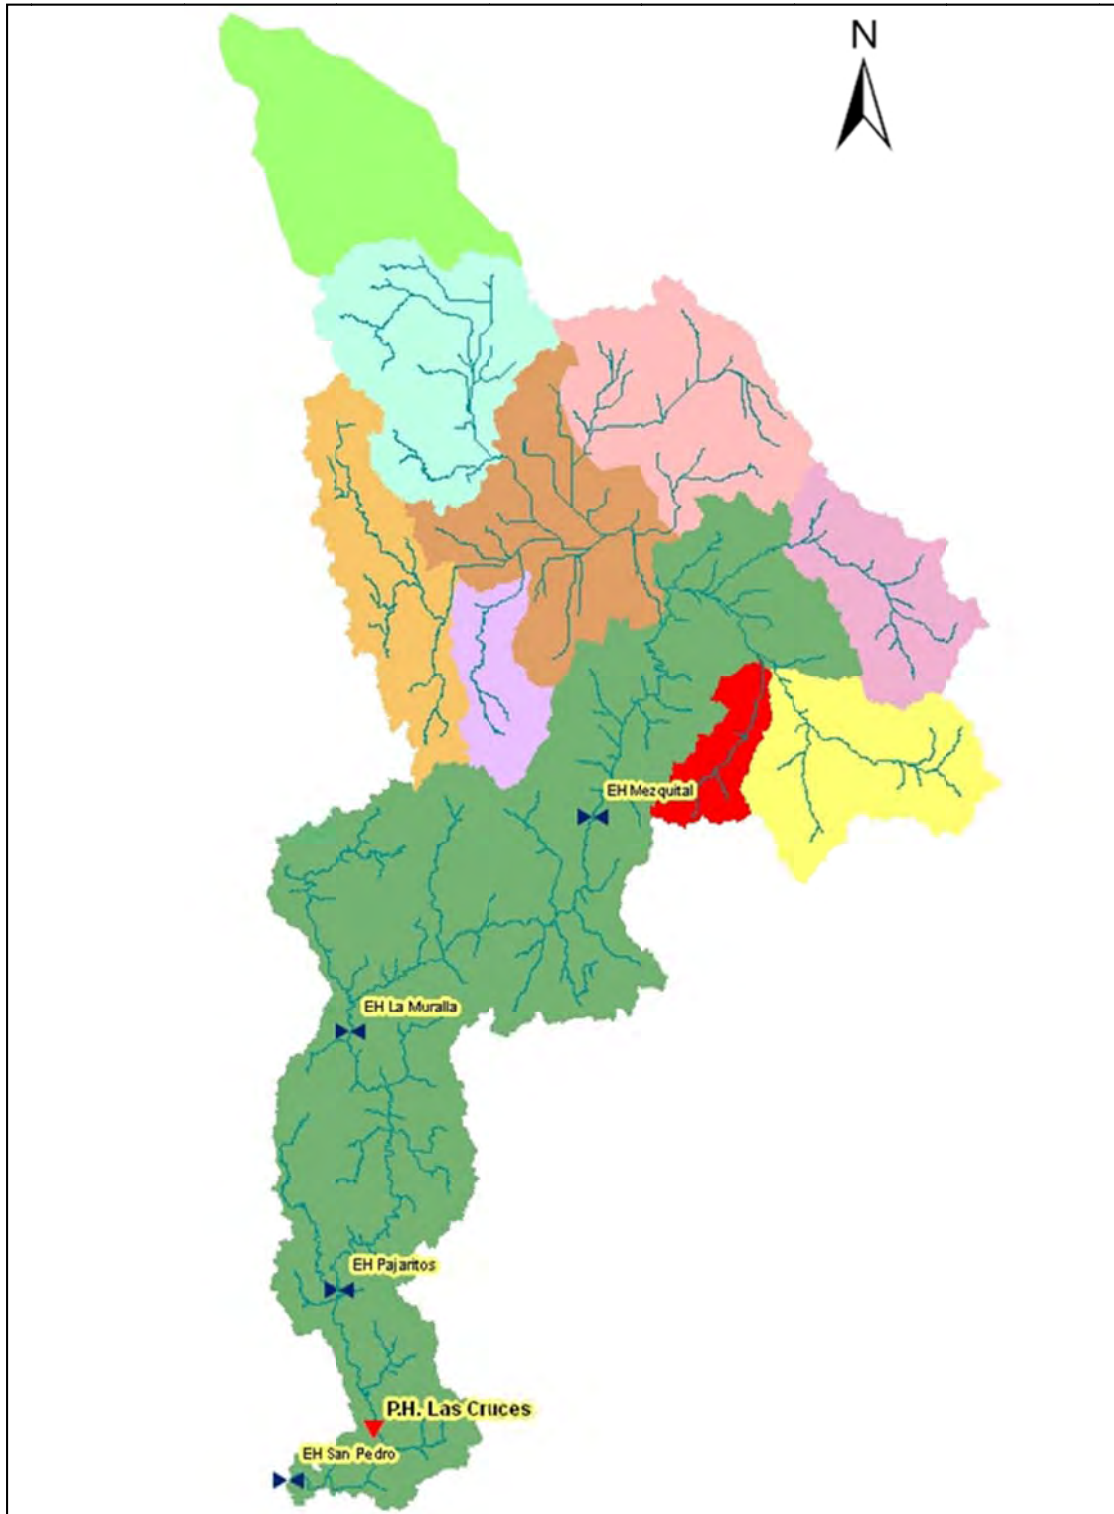 N
EH Mezquital
EH La Muralla
EH Pajaritos
P.H. Las Cruces
EH San Pedro